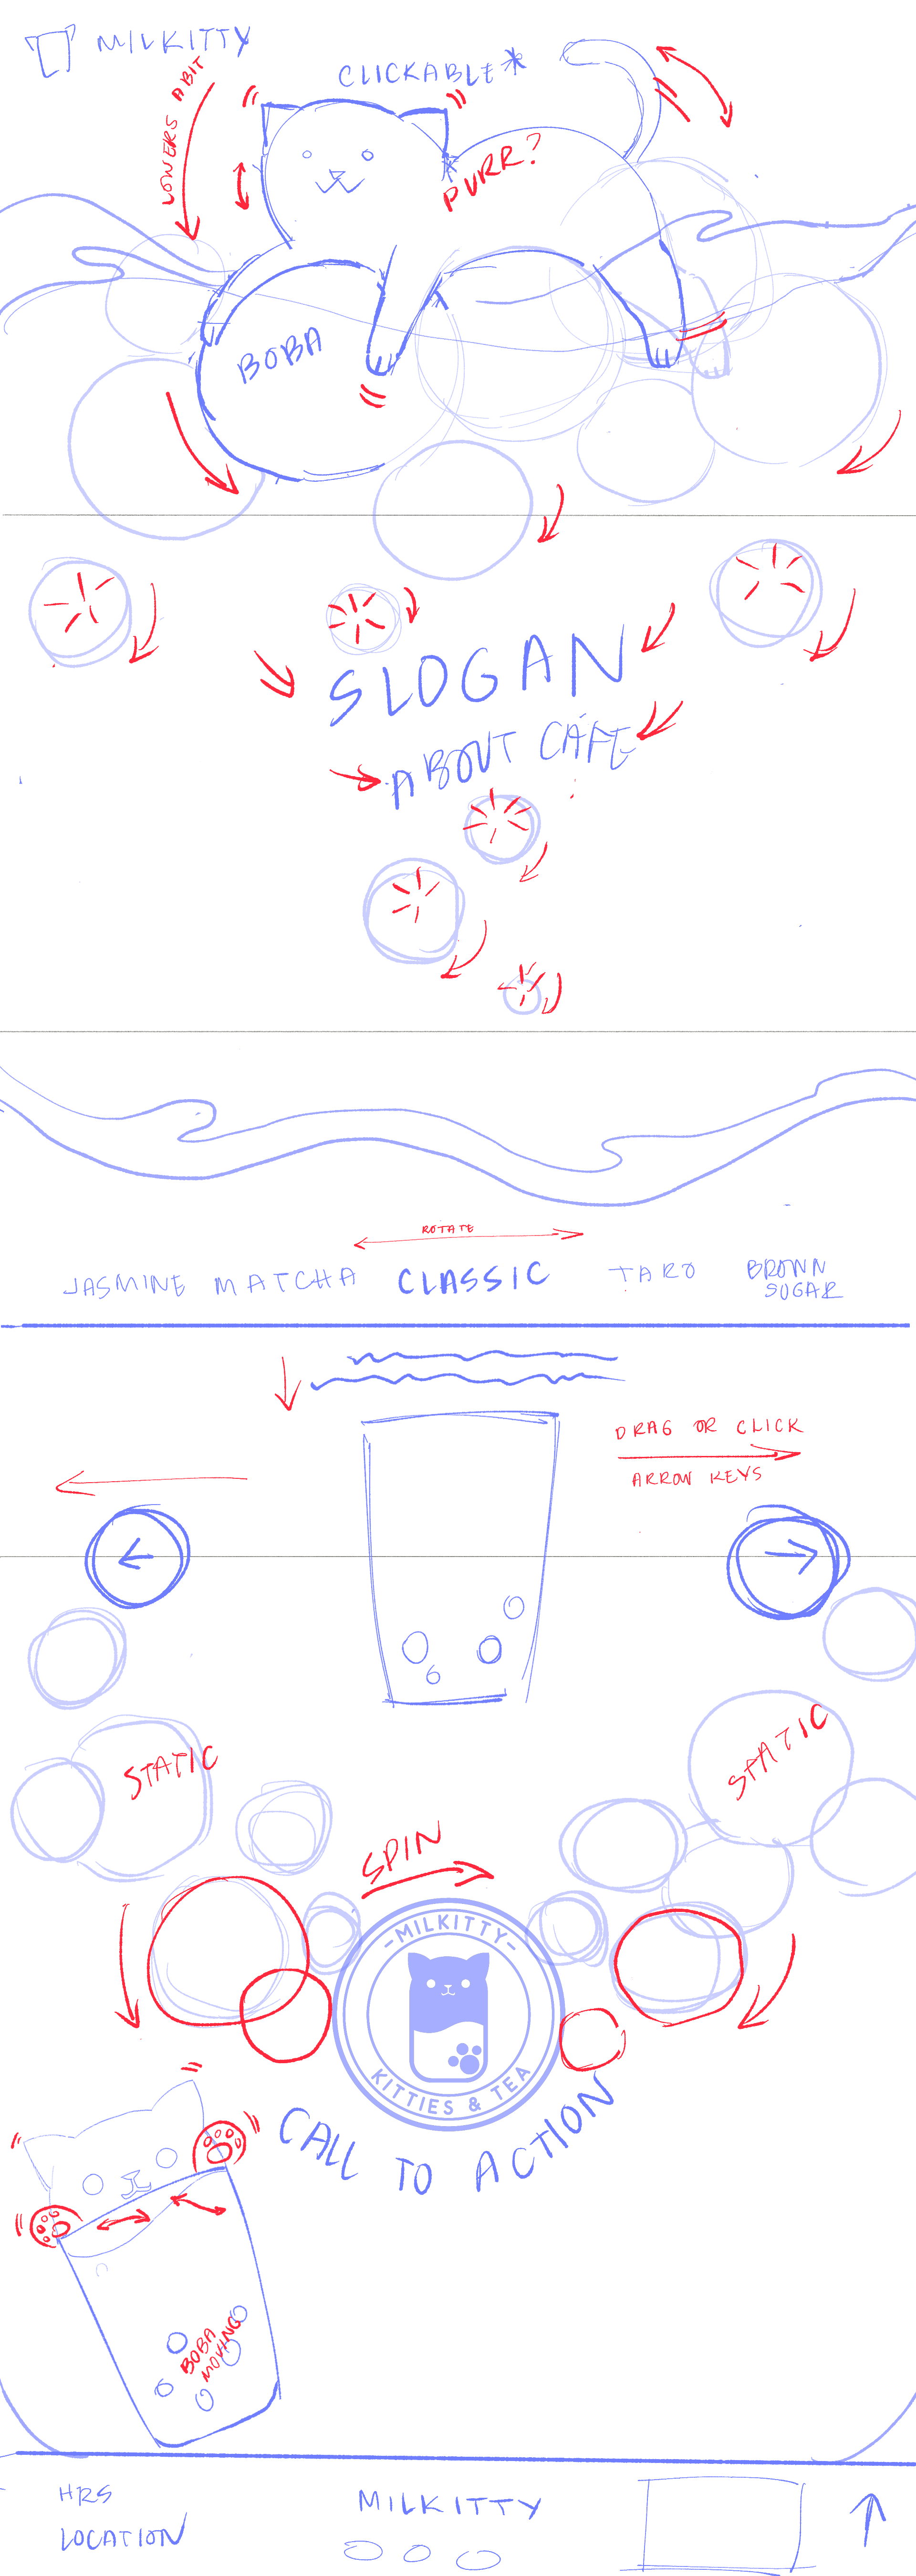 MILKITTY
CLICKABLE*
LOWERS A BIT
PURR?
BOBA
SLOGAN
ABOUT CAFE
ROTATE
JASMINE MATCHA CLASSIC TARO BROWN
SUGAR
DRAG OR CLICK
ARROW KEYS
STATIC
STATIC
SPIN
-MILKITTY-
KITTIES & TEA
CALL TO ACTION
BOBA
MOVING
HRS
LOCATION
MILKITTY